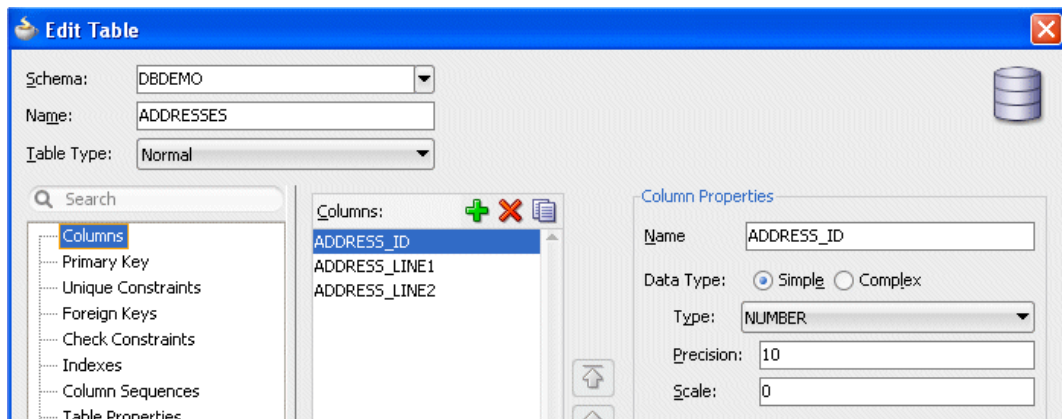 Edit Table
Schema: DBDEMO
Name: ADDRESSES
Table Type: Normal
Search
Columns
Primary Key
Unique Constraints
Foreign Keys
Check Constraints
Indexes
Column Sequences
Table Properties
Columns:
ADDRESS_ID
ADDRESS_LINE1
ADDRESS_LINE2
Column Properties
Name ADDRESS_ID
Data Type: Simple Complex
Type: NUMBER
Precision: 10
Scale: 0